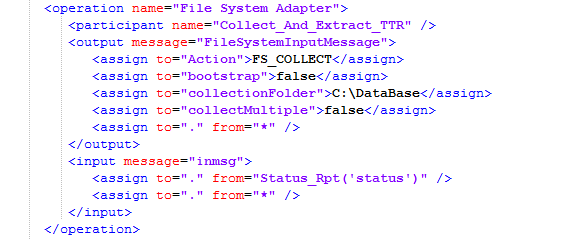 <operation name="File System Adapter">
<participant name="Collect_And_Extract_TTR" />
<output message="FileSystemInputMessage">
<assign to="Action">FS_COLLECT</assign>
<assign to="bootstrap">false</assign>
<assign to="collectionFolder">C:\DataBase</assign>
<assign to="collectMultiple">false</assign>
<assign to="." from="*" />
</output>
<input message="inmsg">
<assign to="." from="Status_Rpt('status')" />
<assign to="." from="*" />
</input>
</operation>